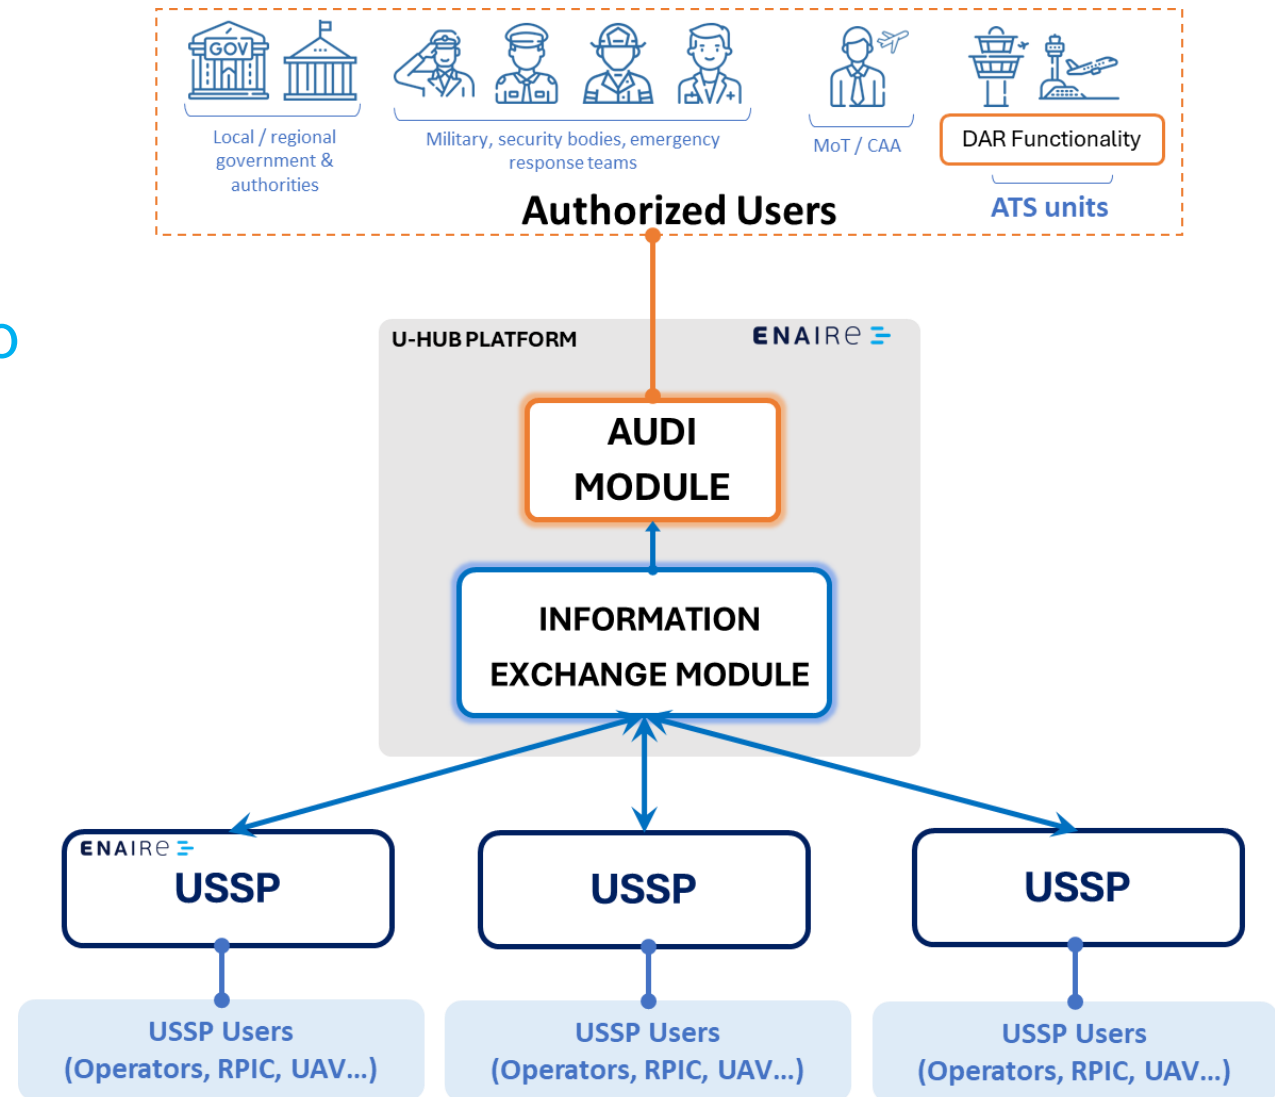 GOV
Local / regional
government &
authorities
Military, security bodies, emergency
response teams
MoT / CAA
DAR Functionality
ATS units
Authorized Users
U-HUB PLATFORM
ENAIRe
AUDI
MODULE
INFORMATION
EXCHANGE MODULE
ENAIRe
USSP
USSP
USSP
USSP Users
(Operators, RPIC, UAV...)
USSP Users
(Operators, RPIC, UAV...)
USSP Users
(Operators, RPIC, UAV...)